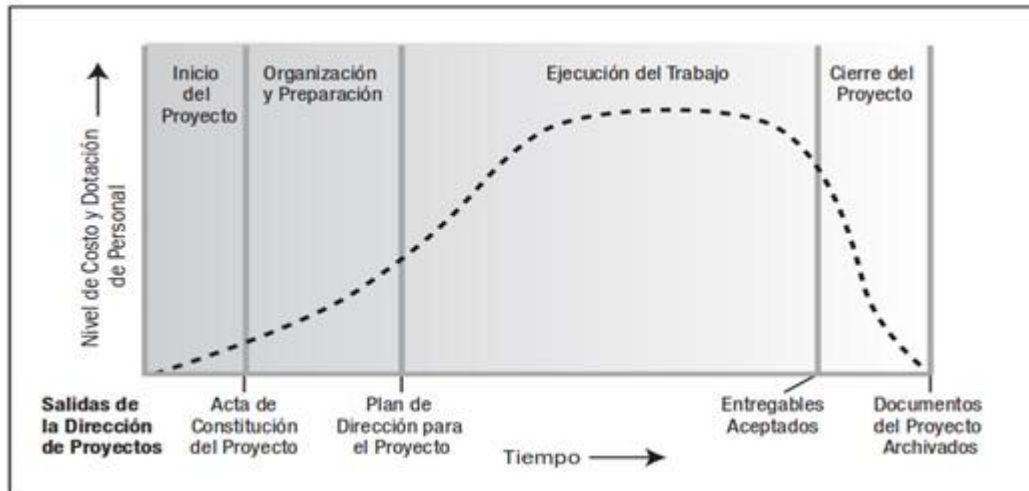 Inicio
del
Proyecto
Organización
y Preparación
Ejecución del Trabajo
Cierre del
Proyecto
Nivel de Costo y Dotación
de Personal
Salidas de
la Dirección
de Proyectos
Acta de
Constitución
del Proyecto
Plan de
Dirección para
el Proyecto
Tiempo
Entregables
Aceptados
Documentos
del Proyecto
Archivados